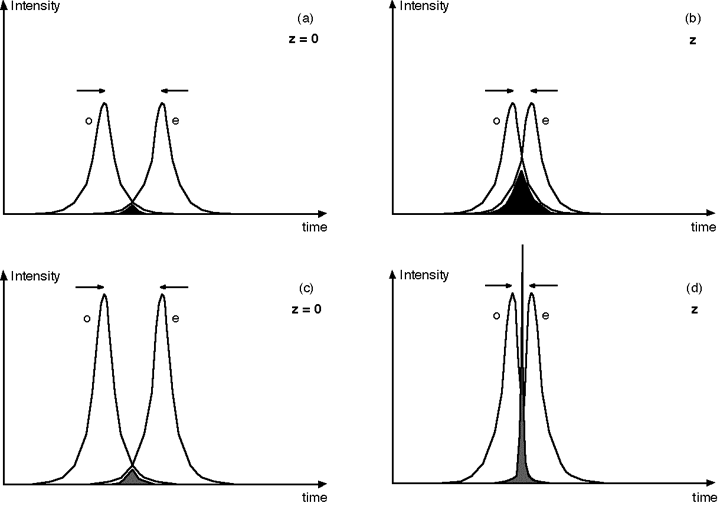 Intensity
(a)
z = 0
o
e
time
Intensity
(b)
z
o
e
time
Intensity
(c)
z = 0
o
e
time
Intensity
(d)
z
o
e
time